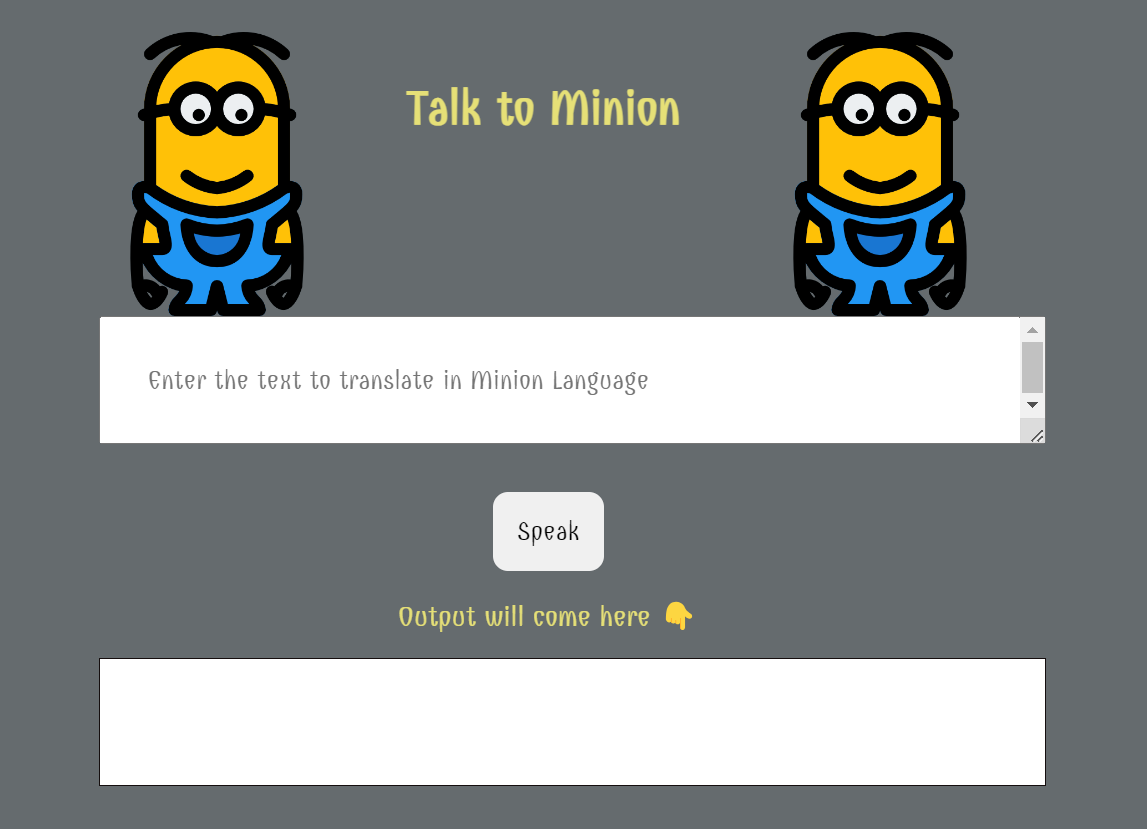 Talk to Minion
Enter the text to translate in Minion Language
Speak
Output will come here 👇